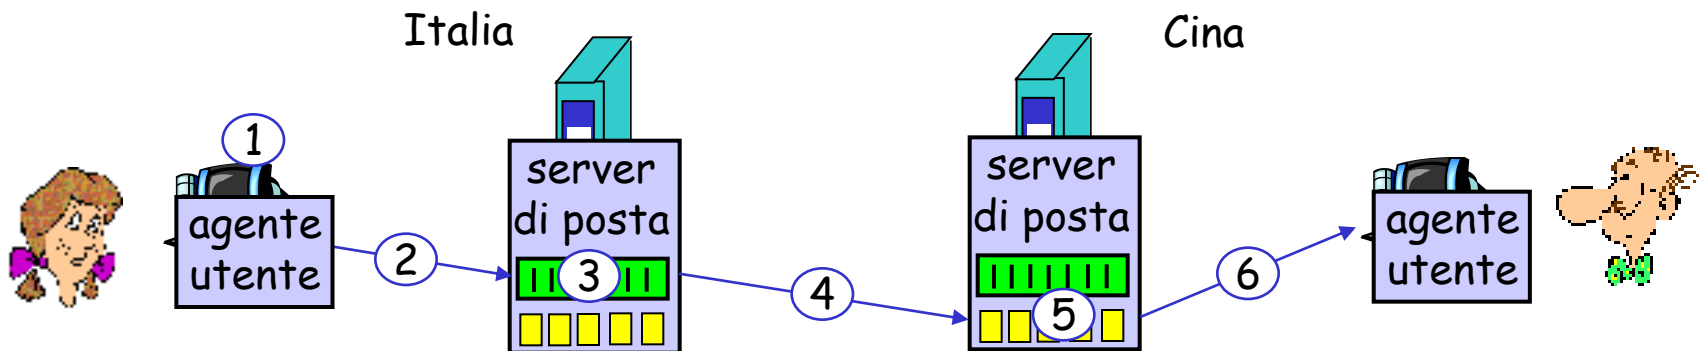 Italia
Cina
1
agente
utente
2
server
di posta
3
4
server
di posta
5
6
agente
utente